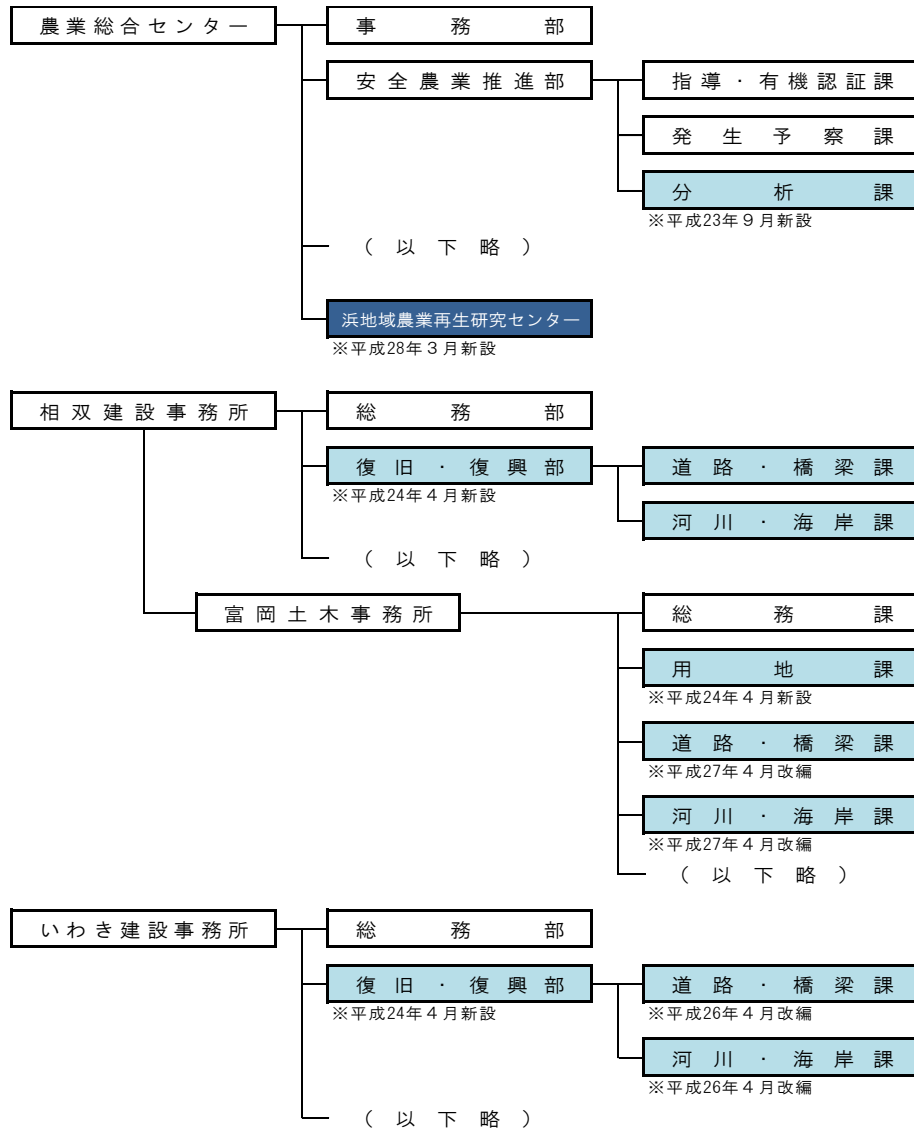 農業総合センター
事務部
安全農業推進部
指導・有機認証課
発生予察課
分析課
※平成23年９月新設
（以下略）
浜地域農業再生研究センター
※平成28年３月新設
相双建設事務所
総務部
復旧・復興部
※平成24年４月新設
道路・橋梁課
河川・海岸課
（以下略）
富岡土木事務所
総務課
用地課
※平成24年４月新設
道路・橋梁課
※平成27年４月改編
河川・海岸課
※平成27年４月改編
（以下略）
いわき建設事務所
総務部
復旧・復興部
※平成24年４月新設
道路・橋梁課
※平成26年４月改編
河川・海岸課
※平成26年４月改編
（以下略）